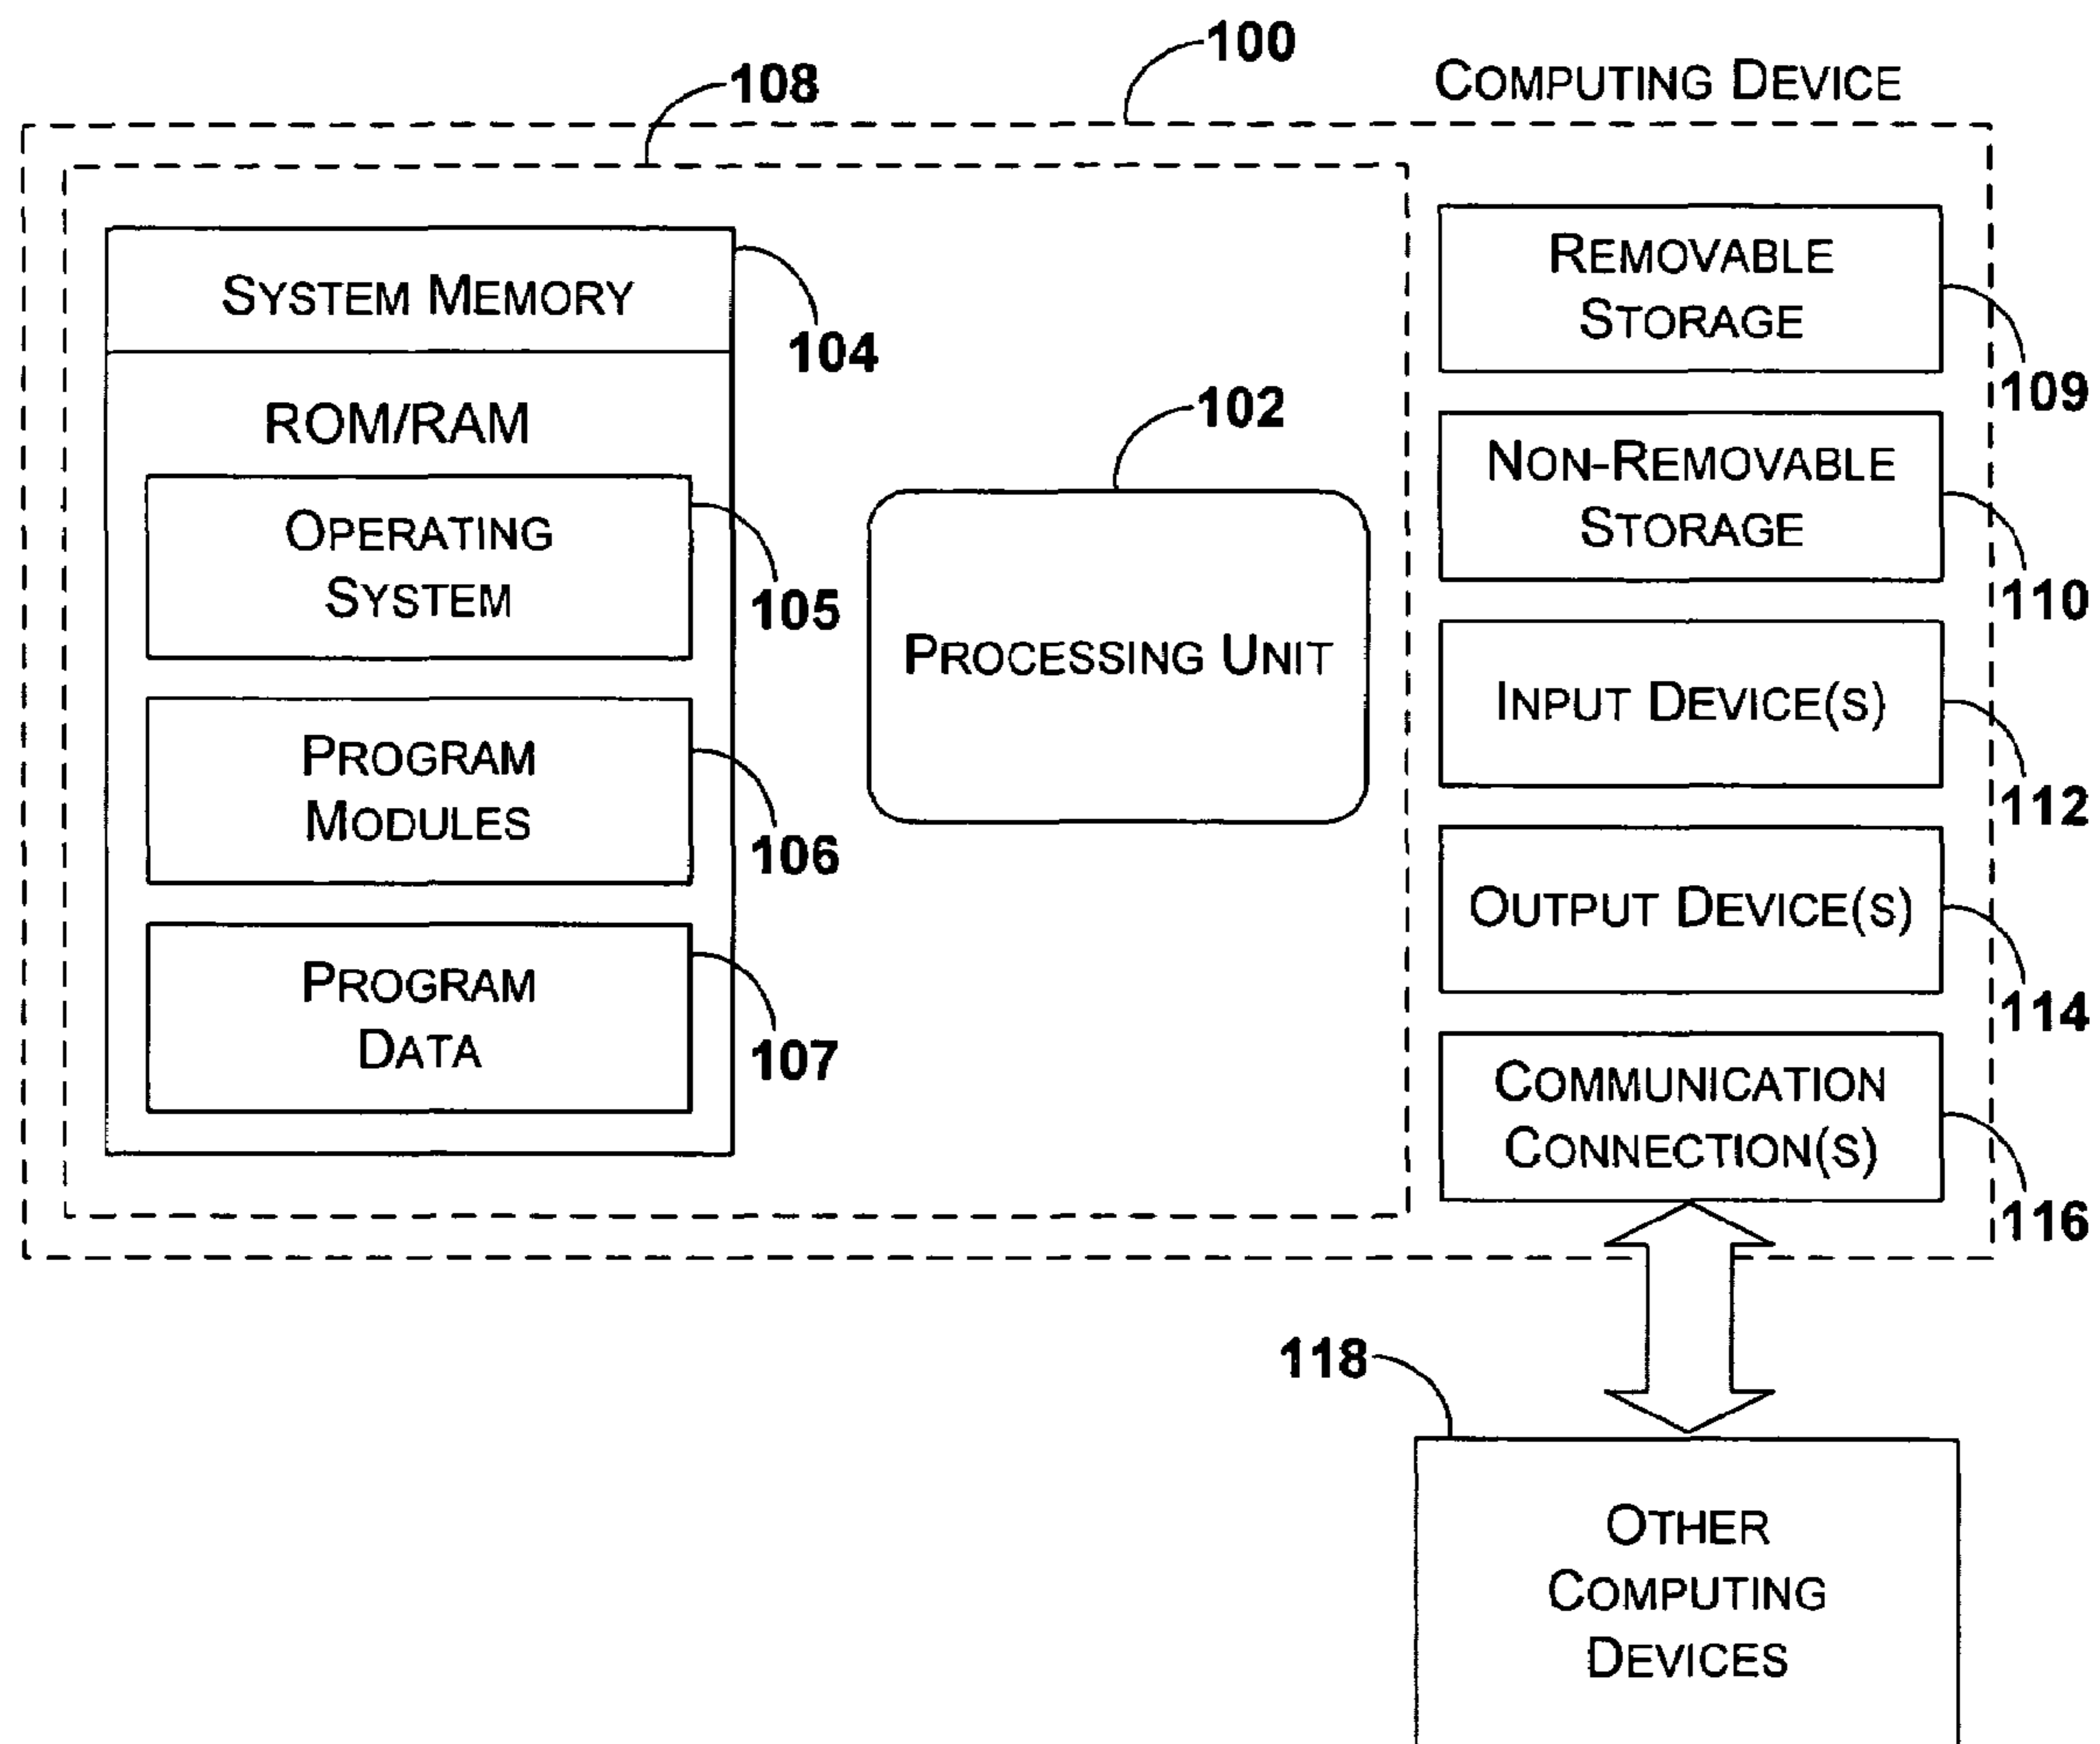 100
COMPUTING DEVICE
108
SYSTEM MEMORY
104
ROM/RAM
OPERATING
SYSTEM
105
PROGRAM
MODULES
106
PROGRAM
DATA
107
102
PROCESSING UNIT
REMOVABLE
STORAGE
109
NON-REMOVABLE
STORAGE
110
INPUT DEVICE(S)
112
OUTPUT DEVICE(S)
114
COMMUNICATION
CONNECTION(S)
116
118
OTHER
COMPUTING
DEVICES